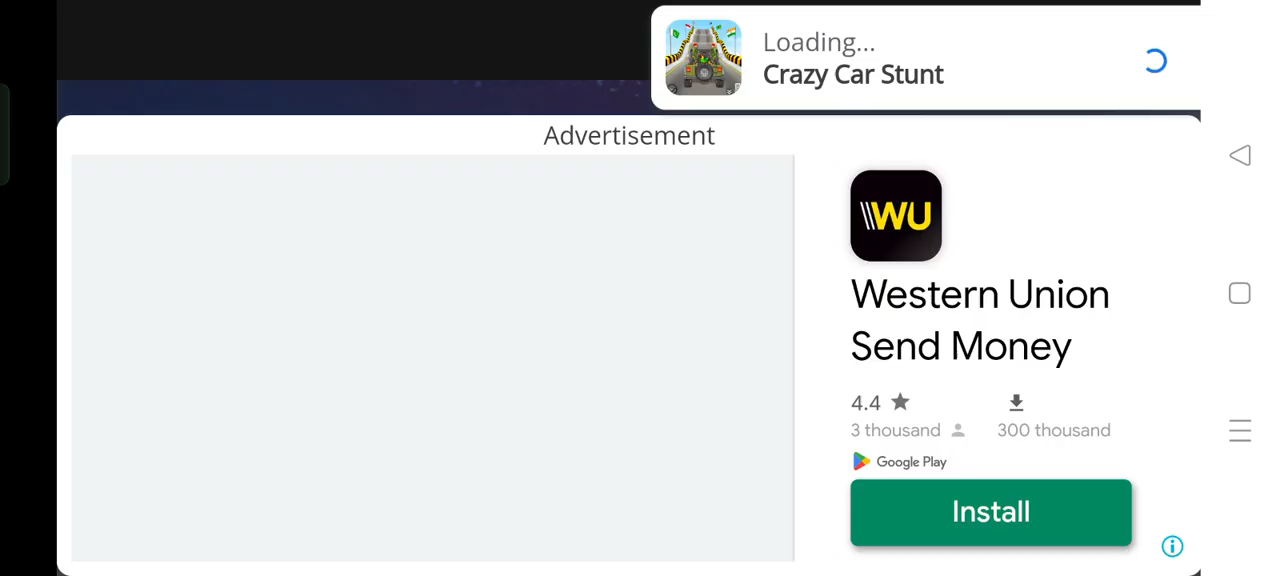 Loading...
Crazy Car Stunt
Advertisement
WU
Western Union
Send Money
4.4
3 thousand
300 thousand
Google Play
Install